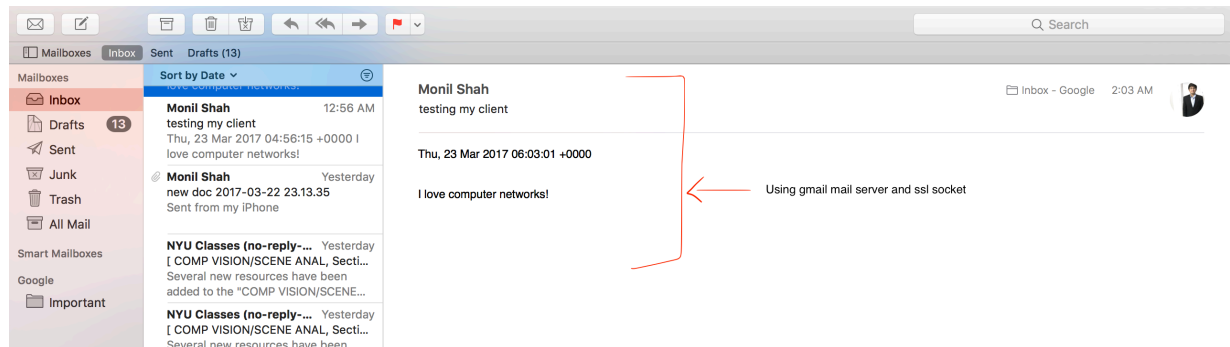 Search
Mailboxes Inbox Sent Drafts (13)
Mailboxes
Inbox
Drafts 13
Sent
Junk
Trash
All Mail
Smart Mailboxes
Google
Important
Sort by Date
love computer networks!
Monil Shah 12:56 AM
testing my client
Thu, 23 Mar 2017 04:56:15 +0000 I
love computer networks!
Monil Shah Yesterday
new doc 2017-03-22 23.13.35
Sent from my iPhone
NYU Classes (no-reply-... Yesterday
[ COMP VISION/SCENE ANAL, Secti...
Several new resources have been
added to the "COMP VISION/SCENE...
NYU Classes (no-reply-... Yesterday
[ COMP VISION/SCENE ANAL, Secti...
Several new resources have been
Monil Shah Inbox - Google 2:03 AM
testing my client
Thu, 23 Mar 2017 06:03:01 +0000
I love computer networks!
Using gmail mail server and ssl socket